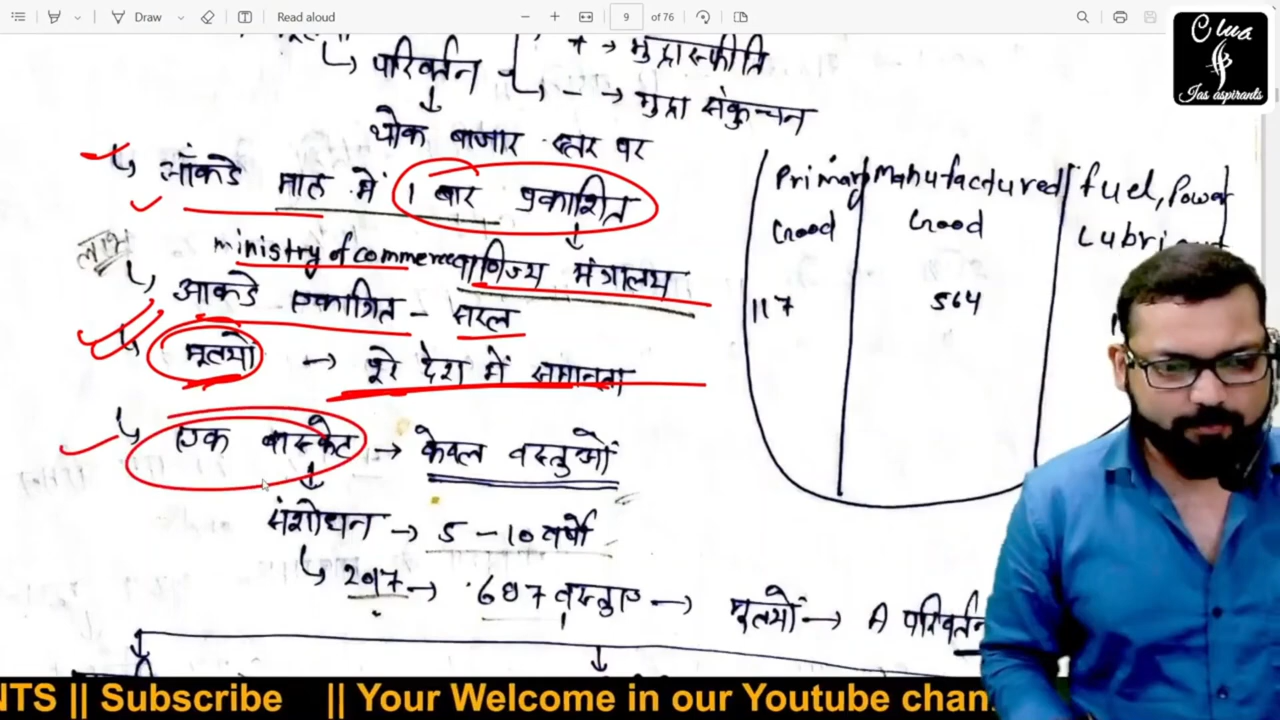 Draw
Read aloud
9
of 76
Clua
Ias aspirants
↳ परिवर्तन
+ → मुद्रास्फीति
- → मुद्रा संकुन्चन
थोक बाजार स्तर पर
↳ आंकडे माह में 1 बार प्रकाशित
ministry of commerce वाणिज्य मंत्रालय
लाभ
↳ आंकडे एकत्रित - सरल
↳ मूल्यों → पूरे देश में समानता
↳ एक बास्केट → केवल वस्तुओं
संशोधन → 5 - 10 वर्षो
↳ 2017 → 697 वस्तुए → मूल्यों → A परिवर्तन
Primary Good
Manufactured Good
fuel, Power
117
564
NTS || Subscribe || Your Welcome in our Youtube chan